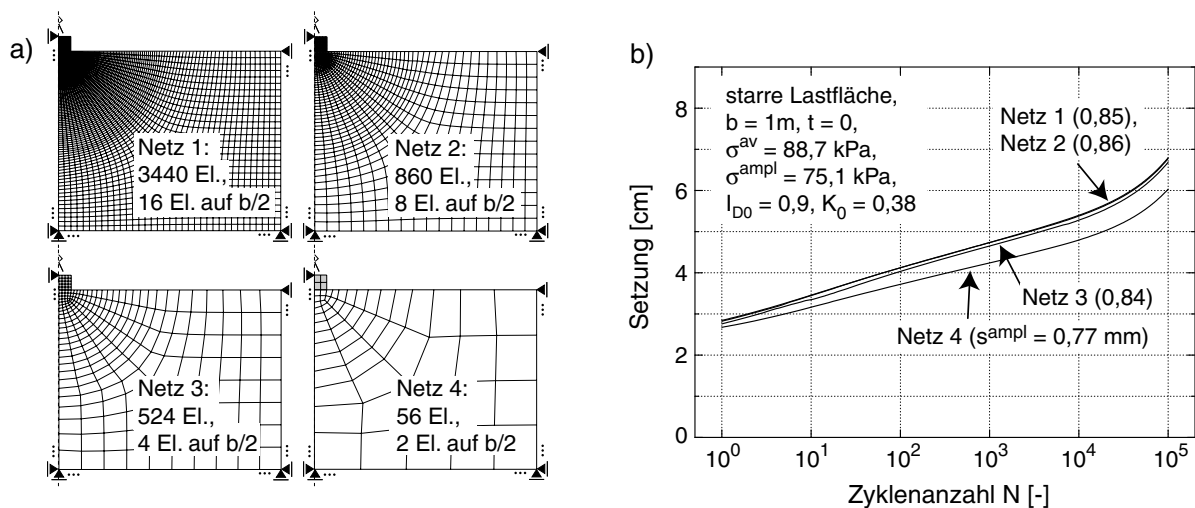 a)
Netz 1:
3440 El.,
16 El. auf b/2
Netz 2:
860 El.,
8 El. auf b/2
Netz 3:
524 El.,
4 El. auf b/2
Netz 4:
56 El.,
2 El. auf b/2
b)
Setzung [cm]
8
6
4
2
0
starre Lastfläche,
b = 1m, t = 0,
σ^av = 88,7 kPa,
σ^ampl = 75,1 kPa,
I_D0 = 0,9, K_0 = 0,38
Netz 1 (0,85),
Netz 2 (0,86)
Netz 3 (0,84)
Netz 4 (s^ampl = 0,77 mm)
10^0 10^1 10^2 10^3 10^4 10^5
Zyklenanzahl N [-]